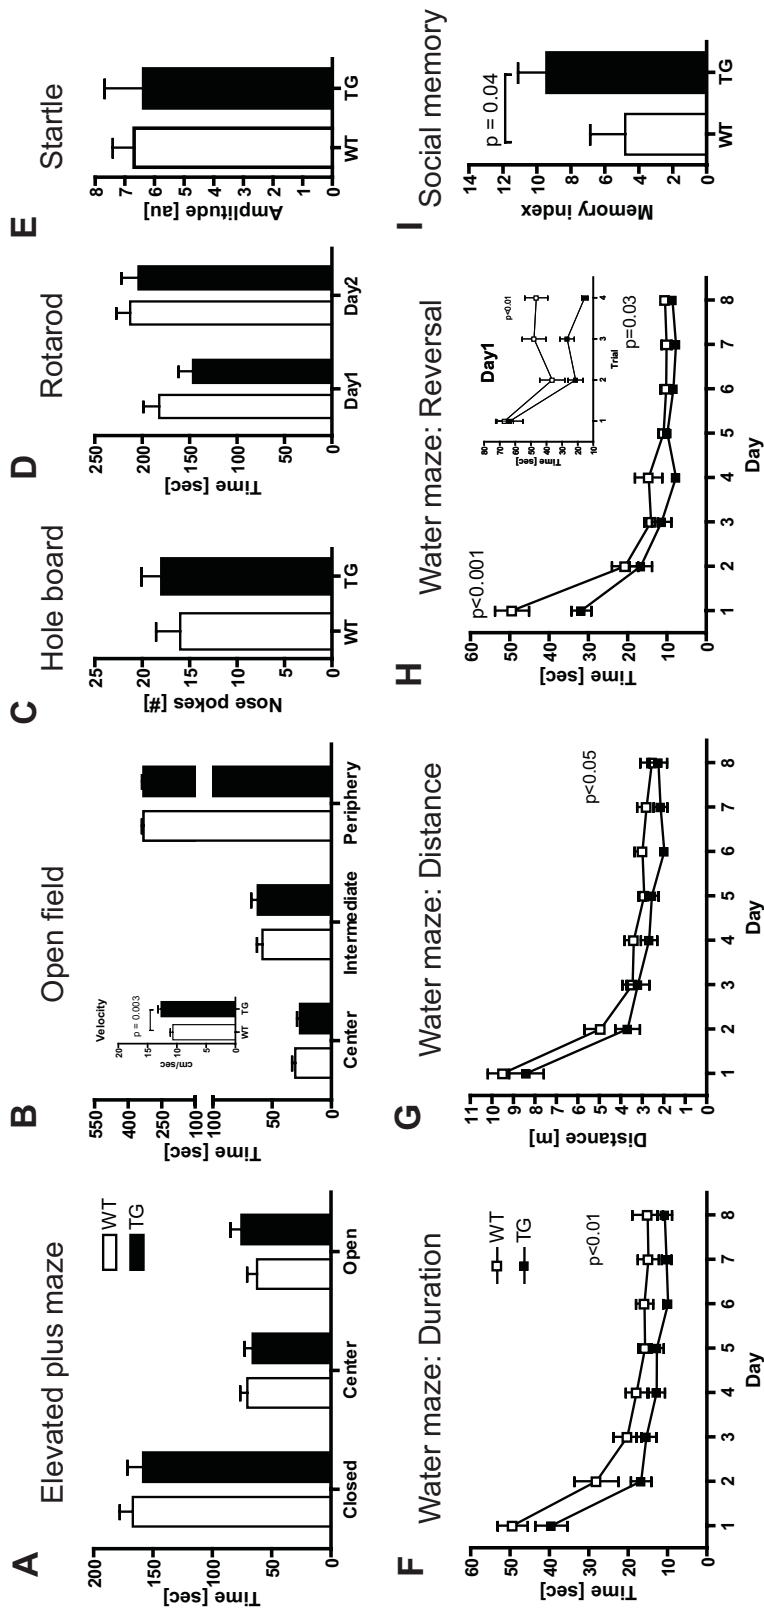 A
Elevated plus maze
WT
TG
Time [sec]
200
150
100
50
0
Closed
Center
Open
B
Open field
Time [sec]
550
400
250
100
100
50
0
Center
Intermediate
Periphery
Velocity
p = 0.003
cm/sec
20
15
10
5
0
WT
TG
C
Hole board
Nose pokes [#]
25
20
15
10
5
0
WT
TG
D
Rotarod
Time [sec]
250
200
150
100
50
0
Day1
Day2
E
Startle
Amplitude [au]
8
7
6
5
4
3
2
1
0
WT
TG
F
Water maze: Duration
WT
TG
p<0.01
Time [sec]
60
50
40
30
20
10
0
1 2 3 4 5 6 7 8
Day
G
Water maze: Distance
p<0.05
Distance [m]
11
10
9
8
7
6
5
4
3
2
1
0
1 2 3 4 5 6 7 8
Day
H
Water maze: Reversal
p<0.001
p=0.03
Time [sec]
60
50
40
30
20
10
0
1 2 3 4 5 6 7 8
Day
Day1
p<0.01
Time [sec]
80
70
60
50
40
30
20
10
1 2 3 4
Trial
I
Social memory
p = 0.04
Memory index
14
12
10
8
6
4
2
0
WT
TG